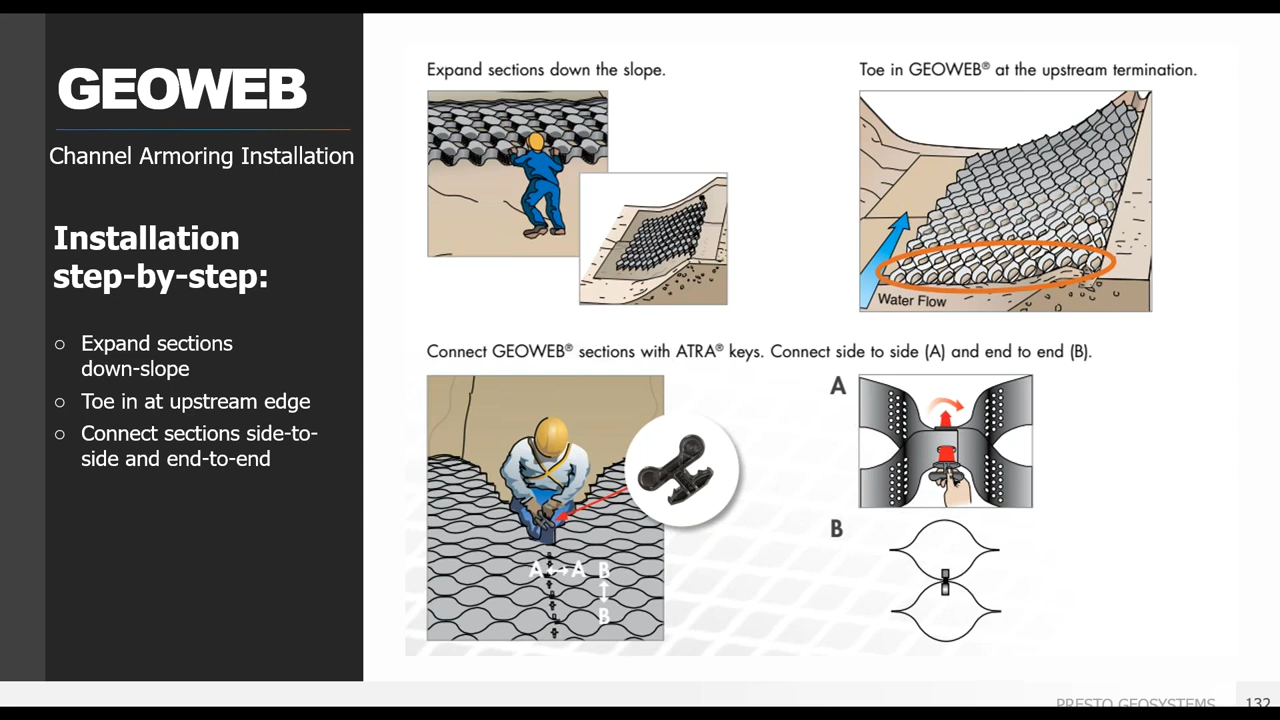 GEOWEB
Channel Armoring Installation
Installation
step-by-step:
○ Expand sections
down-slope
○ Toe in at upstream edge
○ Connect sections side-to-
side and end-to-end
Expand sections down the slope.
Toe in GEOWEB® at the upstream termination.
Water Flow
Connect GEOWEB® sections with ATRA® keys. Connect side to side (A) and end to end (B).
A
A↔A B
B
B
PRESTO GEOSYSTEMS
132